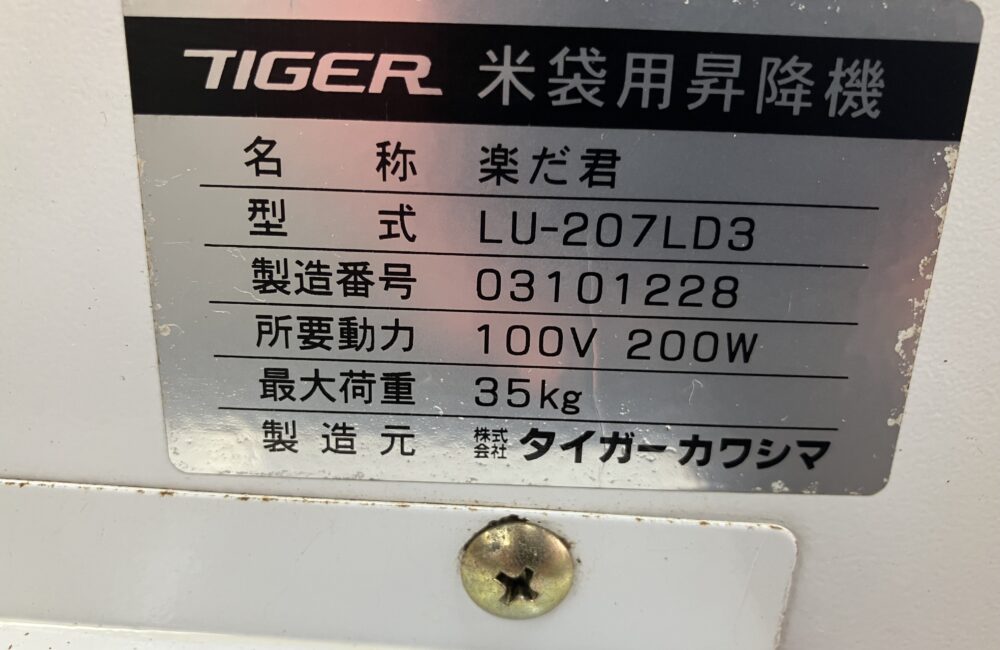 TIGER 米袋用昇降機
名称 楽だ君
型式 LU-207LD3
製造番号 03101228
所要動力 100V 200W
最大荷重 35kg
製造元 株式会社 タイガーカワシマ